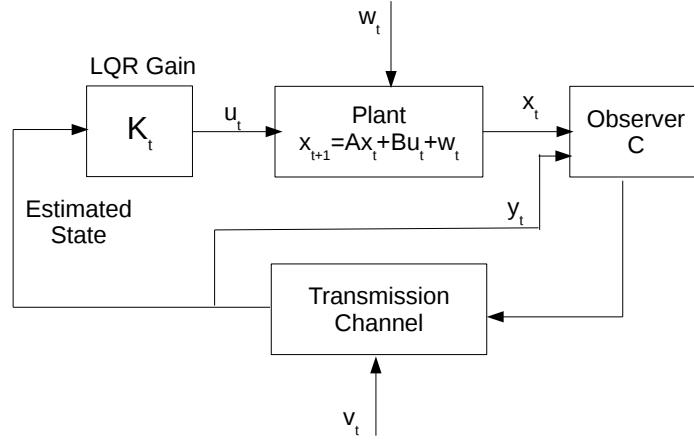 w_t
LQR Gain
K_t
u_t
Plant
x_{t+1}=Ax_t+Bu_t+w_t
x_t
Observer
C
Estimated
State
y_t
Transmission
Channel
v_t